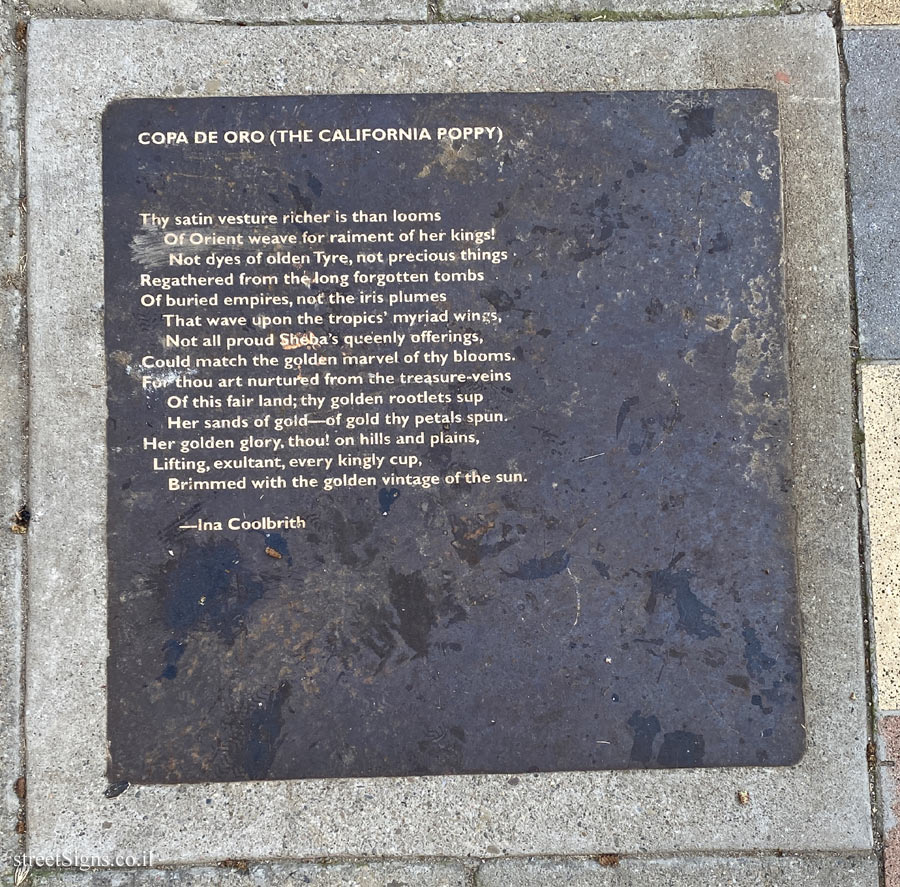 COPA DE ORO (THE CALIFORNIA POPPY)
Thy satin vesture richer is than looms
Of Orient weave for raiment of her kings!
Not dyes of olden Tyre, not precious things
Regathered from the long forgotten tombs
Of buried empires, not the iris plumes
That wave upon the tropics' myriad wings,
Not all proud Sheba's queenly offerings,
Could match the golden marvel of thy blooms.
For thou art nurtured from the treasure-veins
Of this fair land; thy golden rootlets sup
Her sands of gold—of gold thy petals spun.
Her golden glory, thou! on hills and plains,
Lifting, exultant, every kingly cup,
Brimmed with the golden vintage of the sun.
—Ina Coolbrith
streetSigns.co.il